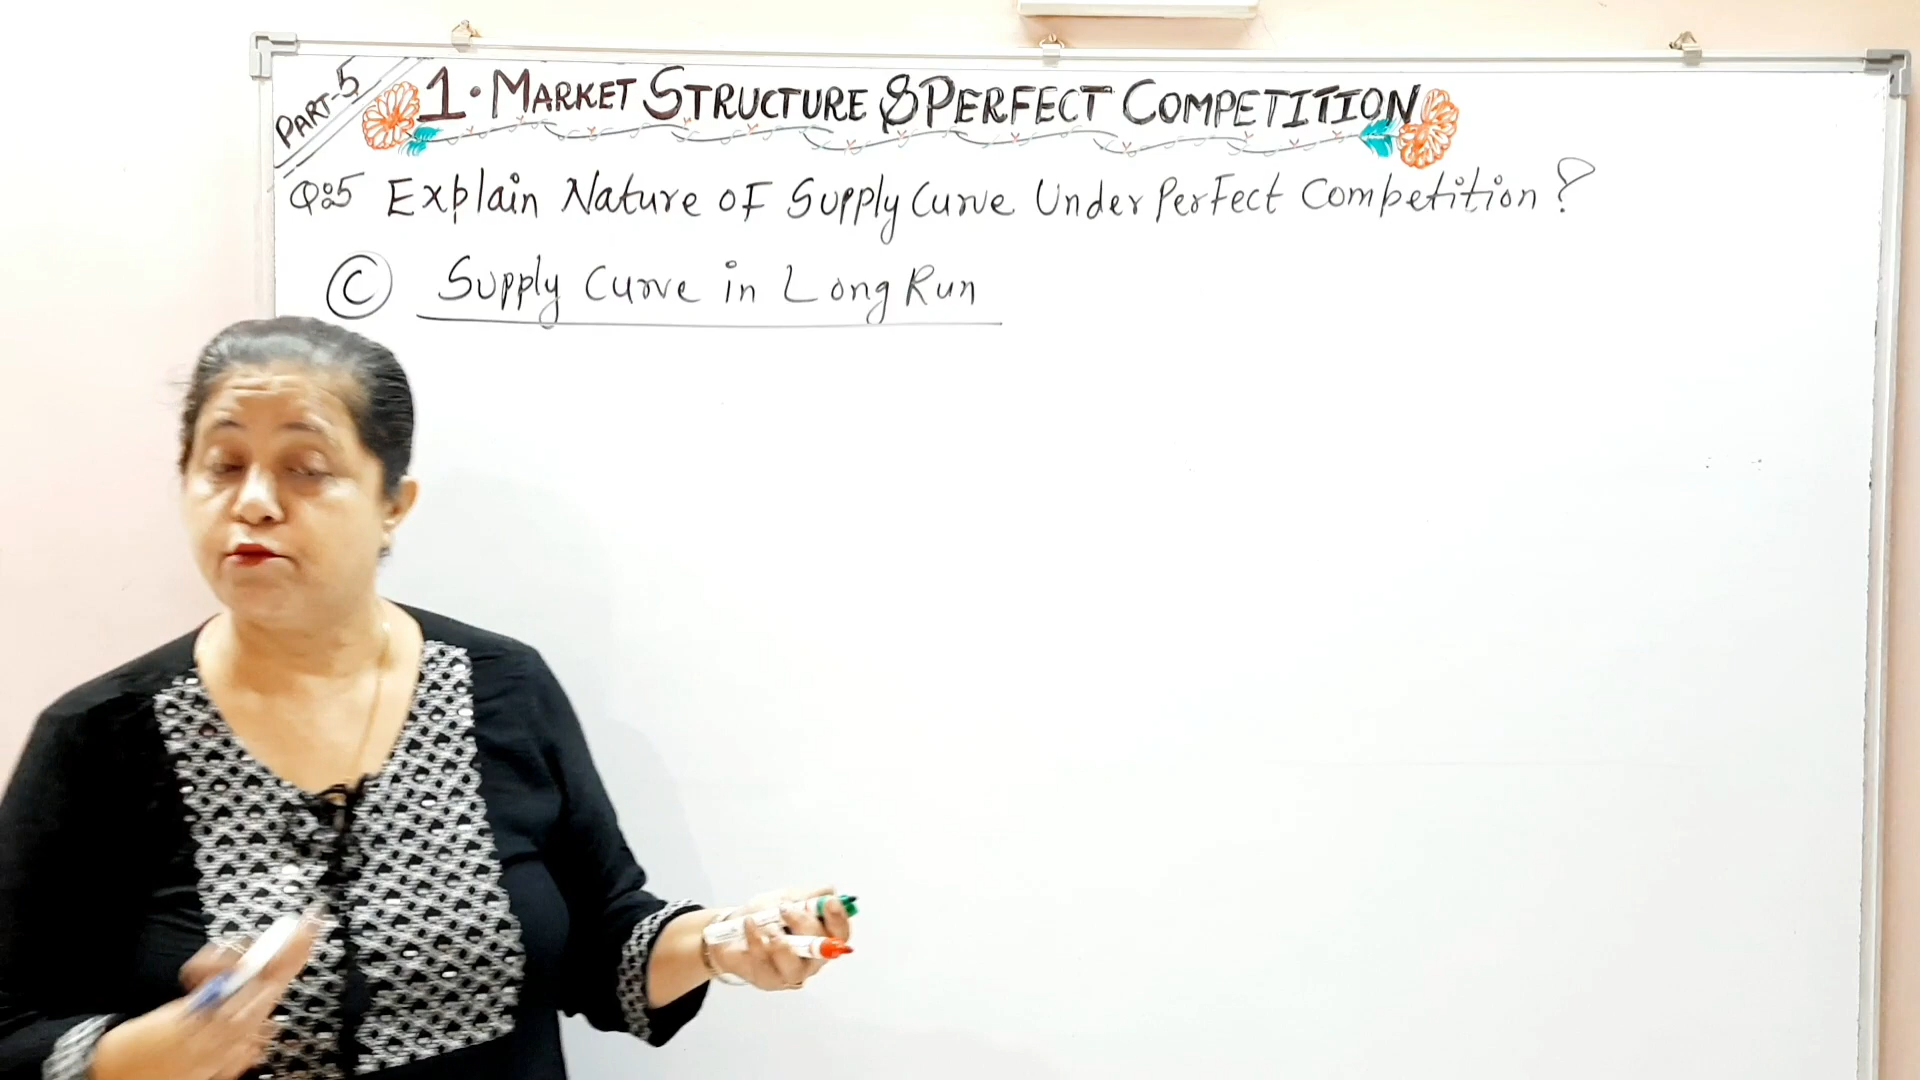 PART-5
1. MARKET STRUCTURE & PERFECT COMPETITION
Q:5 Explain Nature of Supply Curve Under Perfect Competition?
C Supply Curve in Long Run